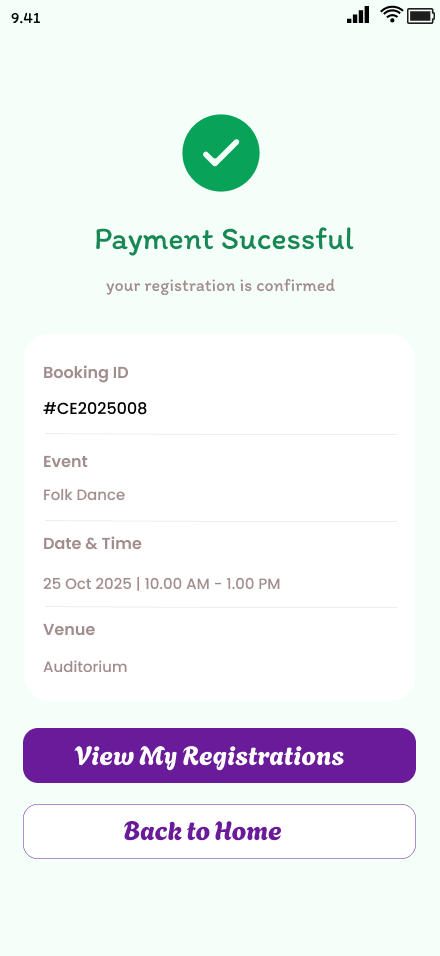 9.41
Payment Sucessful
your registration is confirmed
Booking ID
#CE2025008
Event
Folk Dance
Date & Time
25 Oct 2025 | 10.00 AM - 1.00 PM
Venue
Auditorium
View My Registrations
Back to Home